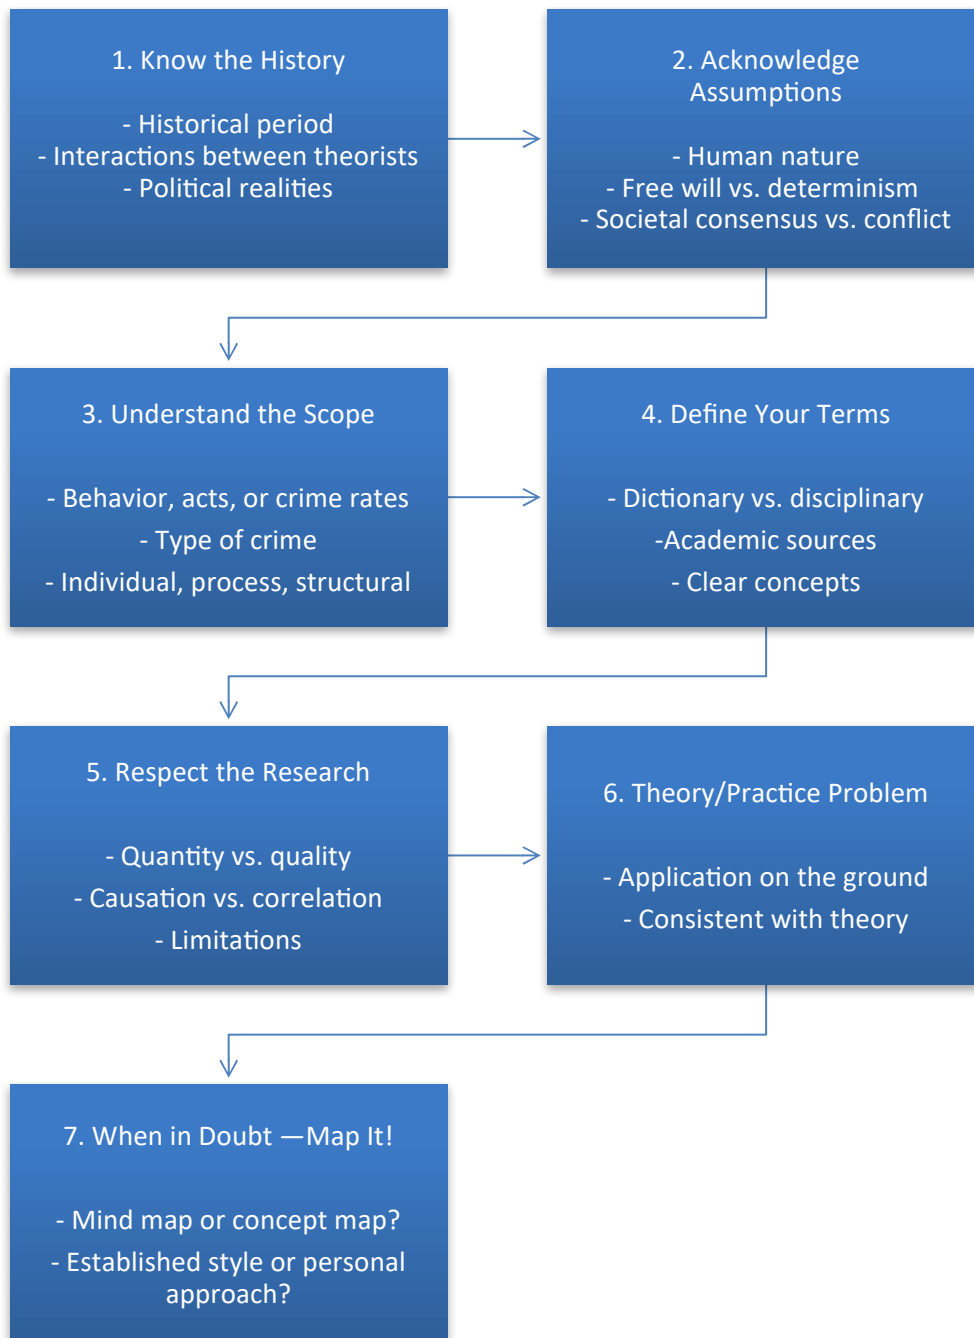 1. Know the History
- Historical period
- Interactions between theorists
- Political realities
2. Acknowledge
Assumptions
- Human nature
- Free will vs. determinism
- Societal consensus vs. conflict
3. Understand the Scope
- Behavior, acts, or crime rates
- Type of crime
- Individual, process, structural
4. Define Your Terms
- Dictionary vs. disciplinary
-Academic sources
- Clear concepts
5. Respect the Research
- Quantity vs. quality
- Causation vs. correlation
- Limitations
6. Theory/Practice Problem
- Application on the ground
- Consistent with theory
7. When in Doubt —Map It!
- Mind map or concept map?
- Established style or personal
approach?